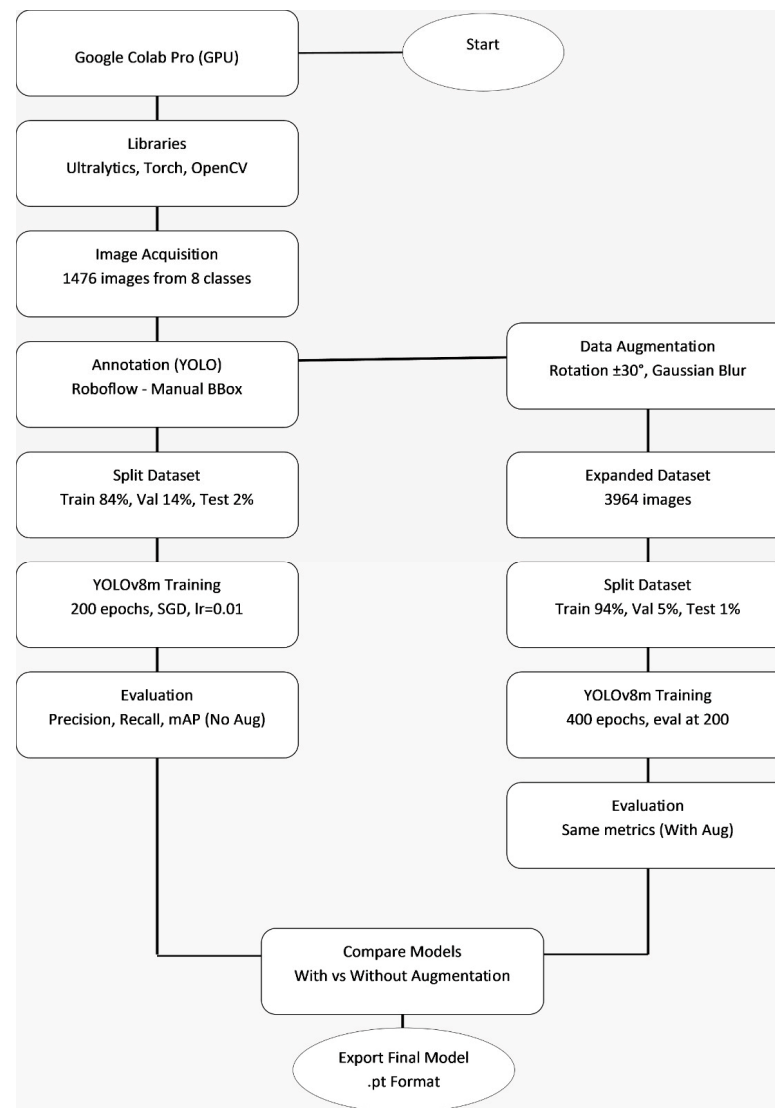 Start
Google Colab Pro (GPU)
Libraries
Ultralytics, Torch, OpenCV
Image Acquisition
1476 images from 8 classes
Annotation (YOLO)
Roboflow - Manual BBox
Split Dataset
Train 84%, Val 14%, Test 2%
YOLOv8m Training
200 epochs, SGD, lr=0.01
Evaluation
Precision, Recall, mAP (No Aug)
Data Augmentation
Rotation ±30°, Gaussian Blur
Expanded Dataset
3964 images
Split Dataset
Train 94%, Val 5%, Test 1%
YOLOv8m Training
400 epochs, eval at 200
Evaluation
Same metrics (With Aug)
Compare Models
With vs Without Augmentation
Export Final Model
.pt Format